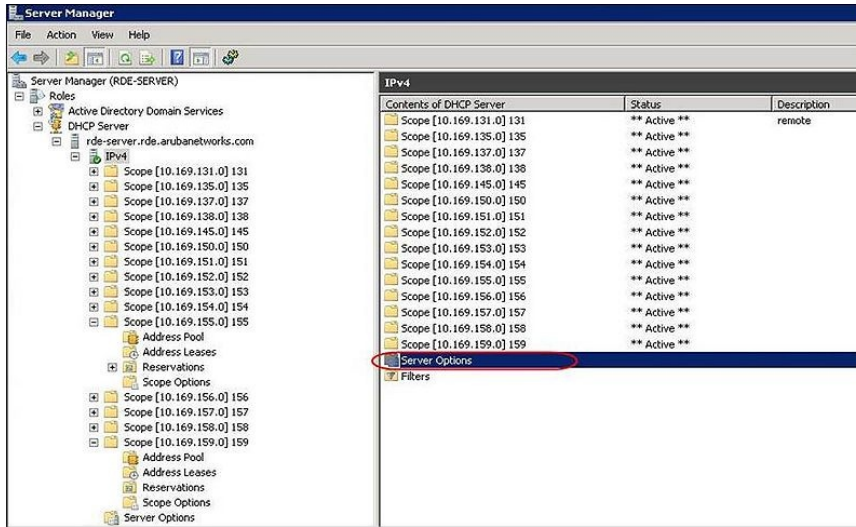 Server Manager
File Action View Help
Server Manager (RDE-SERVER)
Roles
Active Directory Domain Services
DHCP Server
rde-server.rde.arubanetworks.com
IPv4
Scope [10.169.131.0] 131
Scope [10.169.135.0] 135
Scope [10.169.137.0] 137
Scope [10.169.138.0] 138
Scope [10.169.145.0] 145
Scope [10.169.150.0] 150
Scope [10.169.151.0] 151
Scope [10.169.152.0] 152
Scope [10.169.153.0] 153
Scope [10.169.154.0] 154
Scope [10.169.155.0] 155
Address Pool
Address Leases
Reservations
Scope Options
Scope [10.169.156.0] 156
Scope [10.169.157.0] 157
Scope [10.169.158.0] 158
Scope [10.169.159.0] 159
Address Pool
Address Leases
Reservations
Scope Options
Server Options
IPv4
Contents of DHCP Server Status Description
Scope [10.169.131.0] 131 ** Active ** remote
Scope [10.169.135.0] 135 ** Active **
Scope [10.169.137.0] 137 ** Active **
Scope [10.169.138.0] 138 ** Active **
Scope [10.169.145.0] 145 ** Active **
Scope [10.169.150.0] 150 ** Active **
Scope [10.169.151.0] 151 ** Active **
Scope [10.169.152.0] 152 ** Active **
Scope [10.169.153.0] 153 ** Active **
Scope [10.169.154.0] 154 ** Active **
Scope [10.169.155.0] 155 ** Active **
Scope [10.169.156.0] 156 ** Active **
Scope [10.169.157.0] 157 ** Active **
Scope [10.169.158.0] 158 ** Active **
Scope [10.169.159.0] 159 ** Active **
Server Options
Filters